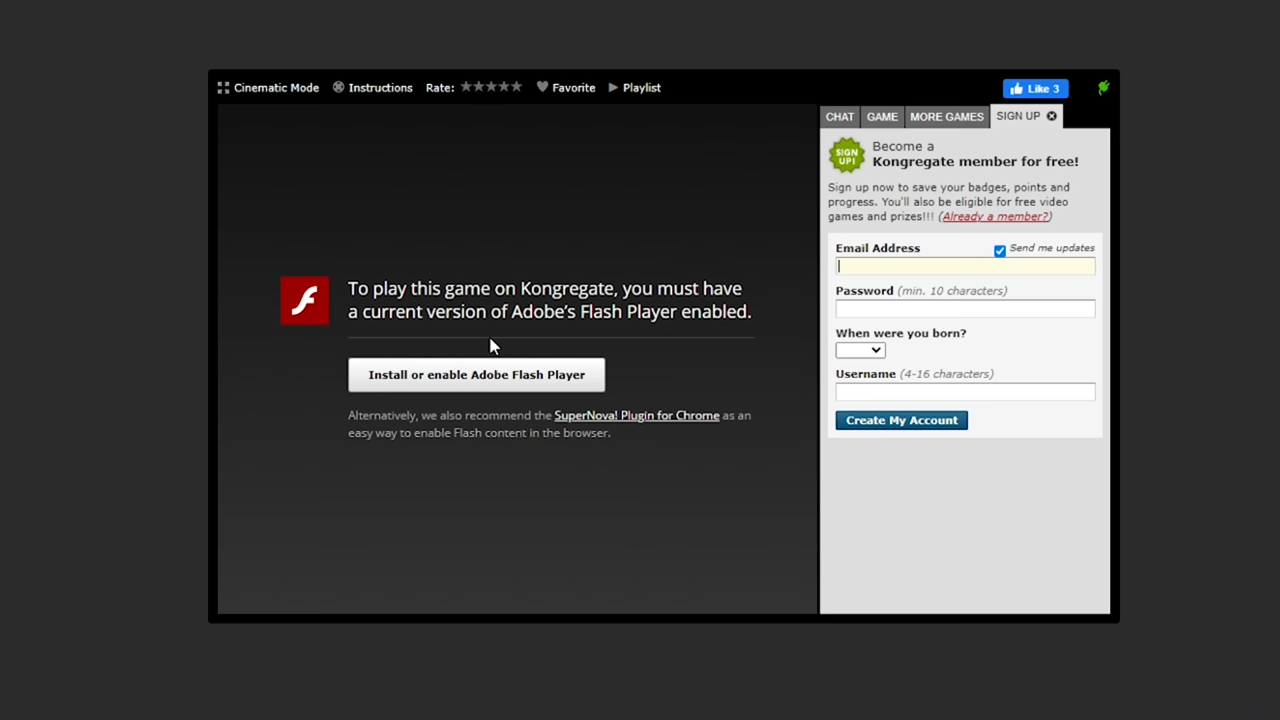 Cinematic Mode Instructions Rate: Favorite Playlist Like 3
CHAT GAME MORE GAMES SIGN UP
SIGN UP!
Become a
Kongregate member for free!
Sign up now to save your badges, points and
progress. You'll also be eligible for free video
games and prizes!!! (Already a member?)
Email Address Send me updates
Password (min. 10 characters)
When were you born?
Username (4-16 characters)
Create My Account
To play this game on Kongregate, you must have
a current version of Adobe's Flash Player enabled.
Install or enable Adobe Flash Player
Alternatively, we also recommend the SuperNova! Plugin for Chrome as an
easy way to enable Flash content in the browser.